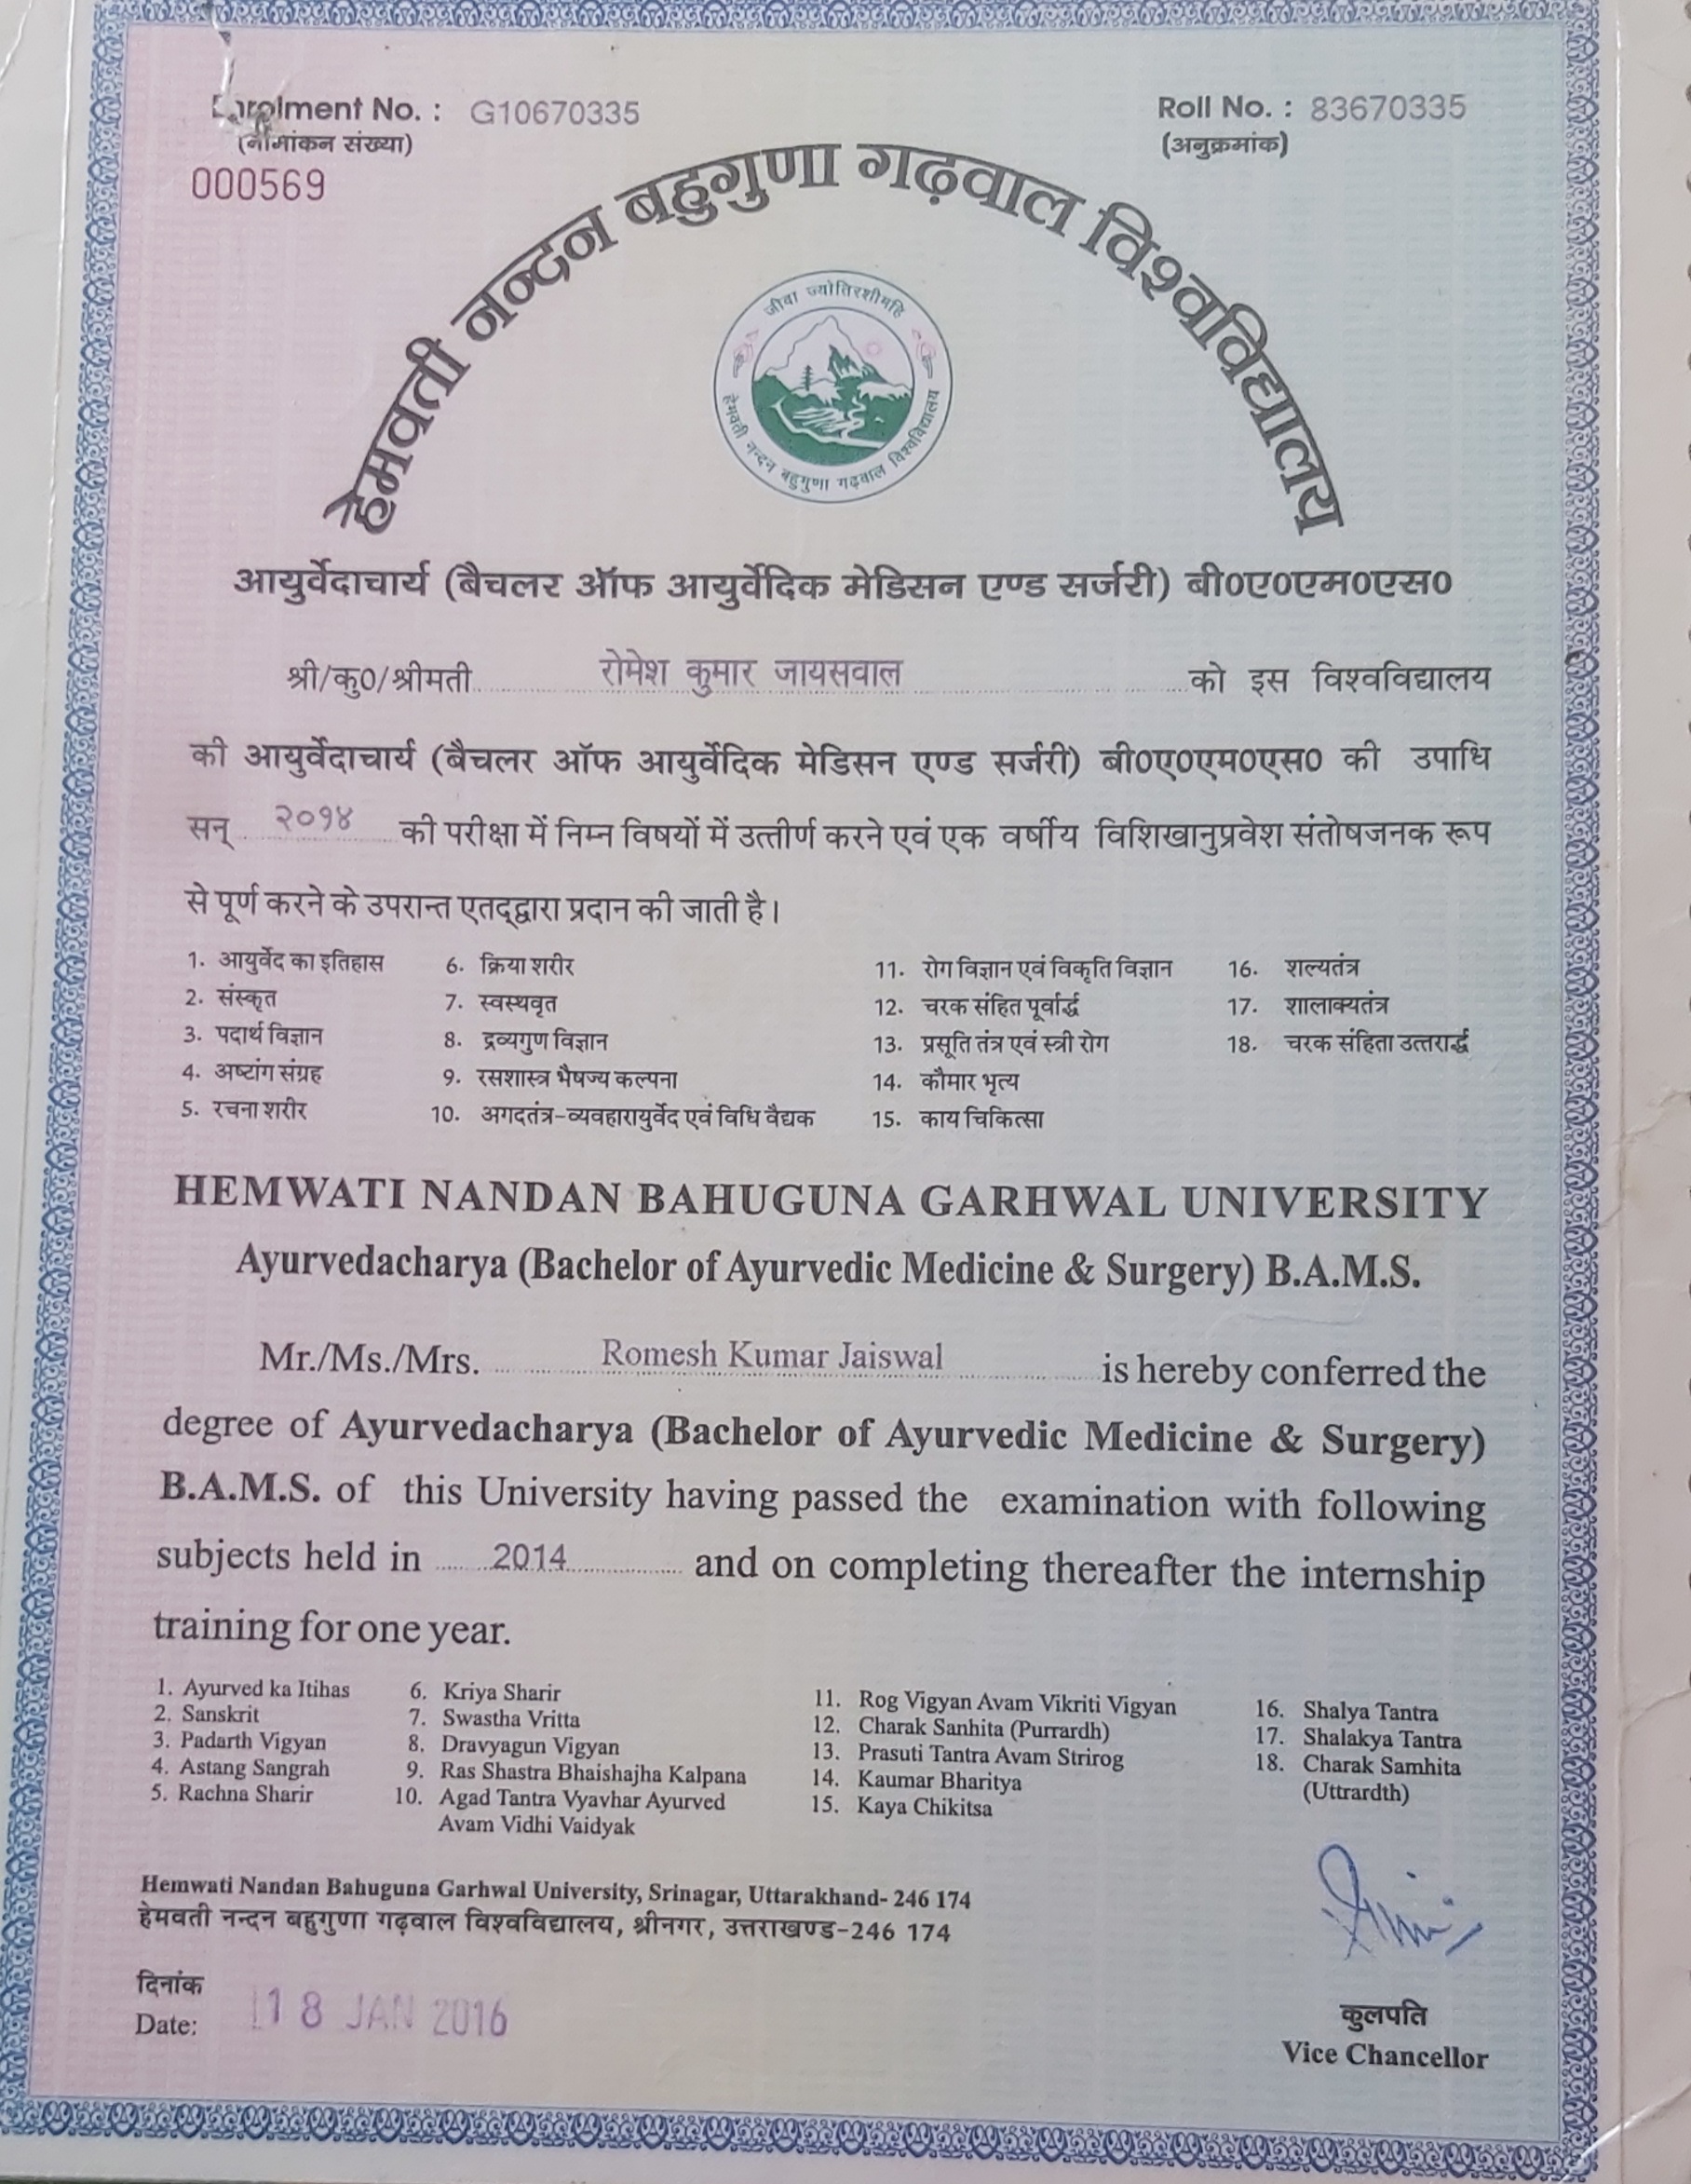 Enrolment No. : G10670335
Roll No. : 83670335
(नामांकन संख्या)
(अनुक्रमांक)
000569
हेमवती नन्दन बहुगुणा गढ़वाल विश्वविद्यालय
हेमवती नन्दन बहुगुणा गढ़वाल विश्वविद्यालय
आयुर्वेदाचार्य (बैचलर ऑफ आयुर्वेदिक मेडिसन एण्ड सर्जरी) बी०ए०एम०एस०
श्री/कु0/श्रीमती रोमेश कुमार जायसवाल को इस विश्वविद्यालय
की आयुर्वेदाचार्य (बैचलर ऑफ आयुर्वेदिक मेडिसन एण्ड सर्जरी) बी0ए0एम0एस0 की उपाधि
सन् २०१४ की परीक्षा में निम्न विषयों में उत्तीर्ण करने एवं एक वर्षीय विशिखानुप्रवेश संतोषजनक रूप
से पूर्ण करने के उपरान्त एतद्द्वारा प्रदान की जाती है।
1. आयुर्वेद का इतिहास
2. संस्कृत
3. पदार्थ विज्ञान
4. अष्टांग संग्रह
5. रचना शरीर
6. क्रिया शरीर
7. स्वस्थवृत
8. द्रव्यगुण विज्ञान
9. रसशास्त्र भैषज्य कल्पना
10. अगदतंत्र-व्यवहारायुर्वेद एवं विधि वैद्यक
11. रोग विज्ञान एवं विकृति विज्ञान
12. चरक संहित पूर्वार्द्ध
13. प्रसूति तंत्र एवं स्त्री रोग
14. कौमार भृत्य
15. काय चिकित्सा
16. शल्यतंत्र
17. शालाक्यतंत्र
18. चरक संहिता उत्तरार्द्ध
HEMWATI NANDAN BAHUGUNA GARHWAL UNIVERSITY
Ayurvedacharya (Bachelor of Ayurvedic Medicine & Surgery) B.A.M.S.
Mr./Ms./Mrs. Romesh Kumar Jaiswal is hereby conferred the
degree of Ayurvedacharya (Bachelor of Ayurvedic Medicine & Surgery)
B.A.M.S. of this University having passed the examination with following
subjects held in 2014 and on completing thereafter the internship
training for one year.
1. Ayurved ka Itihas
2. Sanskrit
3. Padarth Vigyan
4. Astang Sangrah
5. Rachna Sharir
6. Kriya Sharir
7. Swastha Vritta
8. Dravyagun Vigyan
9. Ras Shastra Bhaishajha Kalpana
10. Agad Tantra Vyavhar Ayurved
Avam Vidhi Vaidyak
11. Rog Vigyan Avam Vikriti Vigyan
12. Charak Sanhita (Purrardh)
13. Prasuti Tantra Avam Strirog
14. Kaumar Bharitya
15. Kaya Chikitsa
16. Shalya Tantra
17. Shalakya Tantra
18. Charak Samhita
(Uttrardth)
Hemwati Nandan Bahuguna Garhwal University, Srinagar, Uttarakhand- 246 174
हेमवती नन्दन बहुगुणा गढ़वाल विश्वविद्यालय, श्रीनगर, उत्तराखण्ड-246 174
दिनांक
Date: 18 JAN 2016
कुलपति
Vice Chancellor